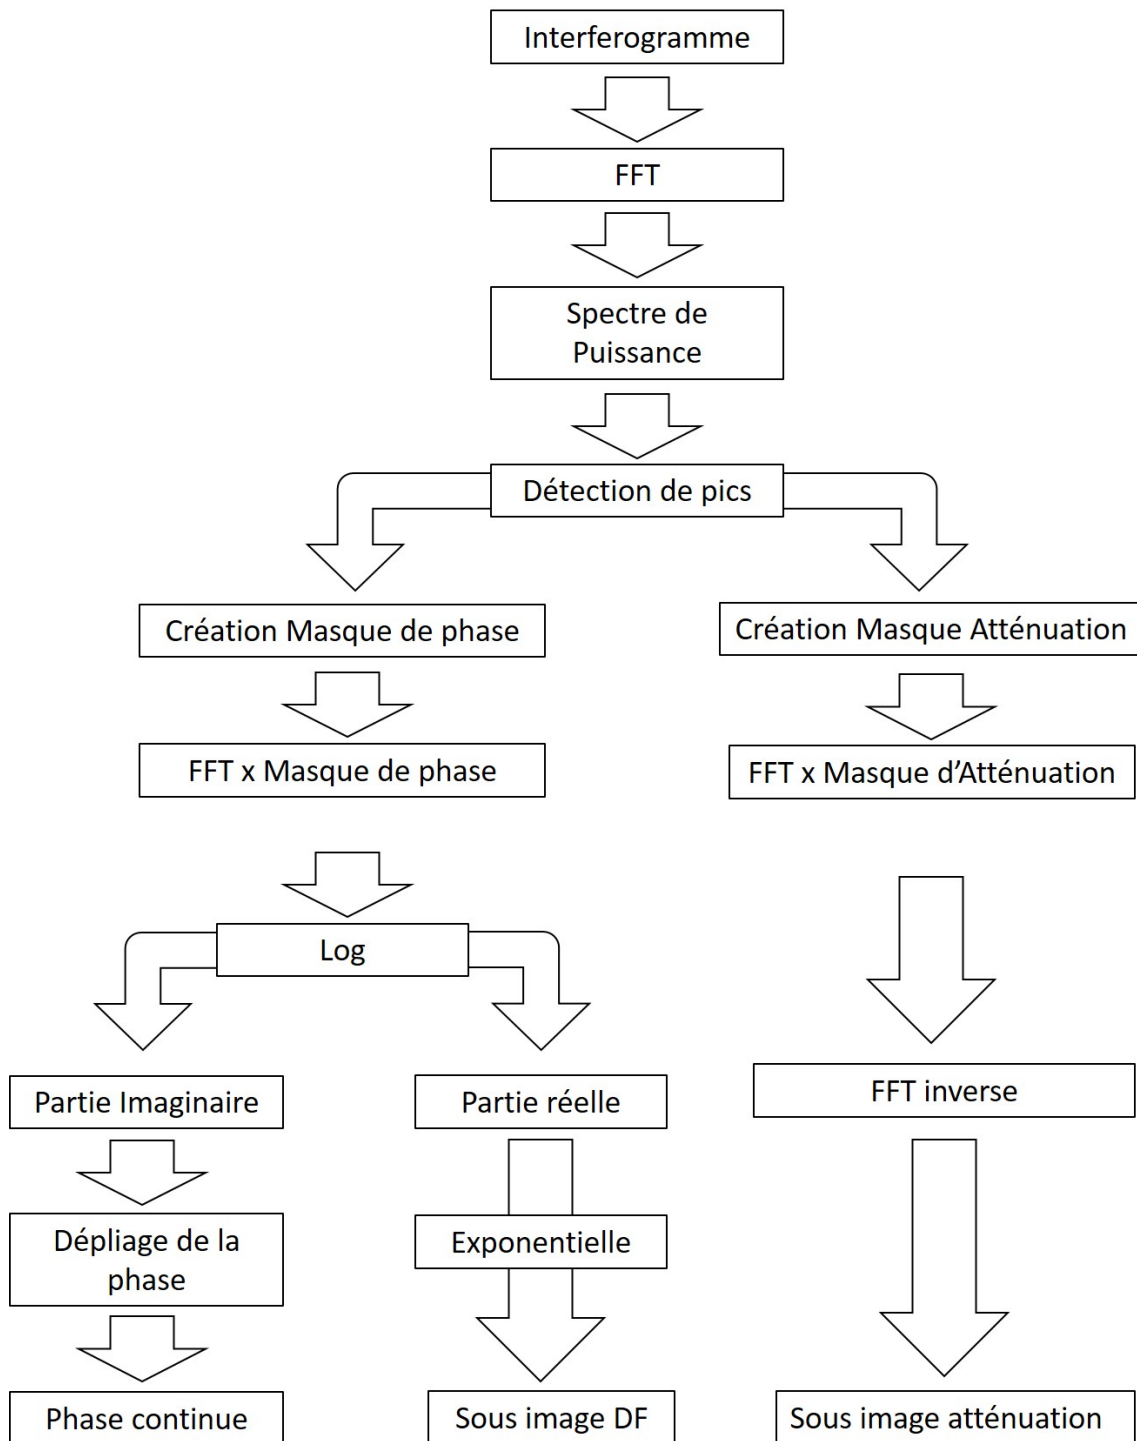 Interferogramme
FFT
Spectre de
Puissance
Détection de pics
Création Masque de phase
Création Masque Atténuation
FFT x Masque de phase
FFT x Masque d’Atténuation
Log
Partie Imaginaire
Partie réelle
FFT inverse
Dépliage de la
phase
Exponentielle
Phase continue
Sous image DF
Sous image atténuation